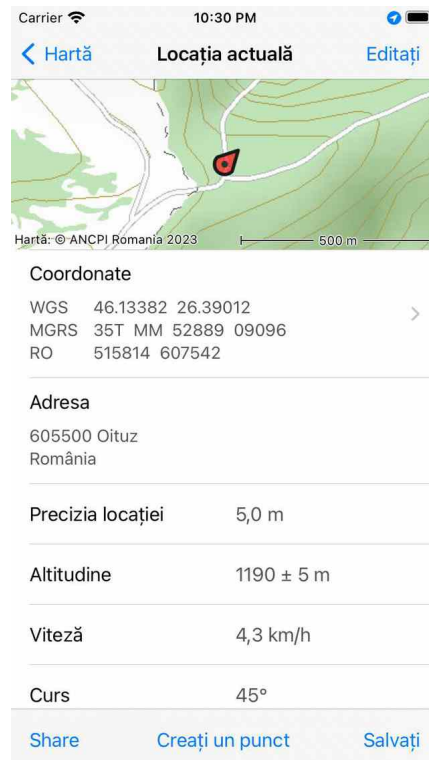 Carrier 10:30 PM
Hartă Locația actuală Editați
Hartă: © ANCPI Romania 2023 500 m
Coordonate
WGS 46.13382 26.39012
MGRS 35T MM 52889 09096
RO 515814 607542
Adresa
605500 Oituz
România
Precizia locației 5,0 m
Altitudine 1190 ± 5 m
Viteză 4,3 km/h
Curs 45°
Share Creați un punct Salvați